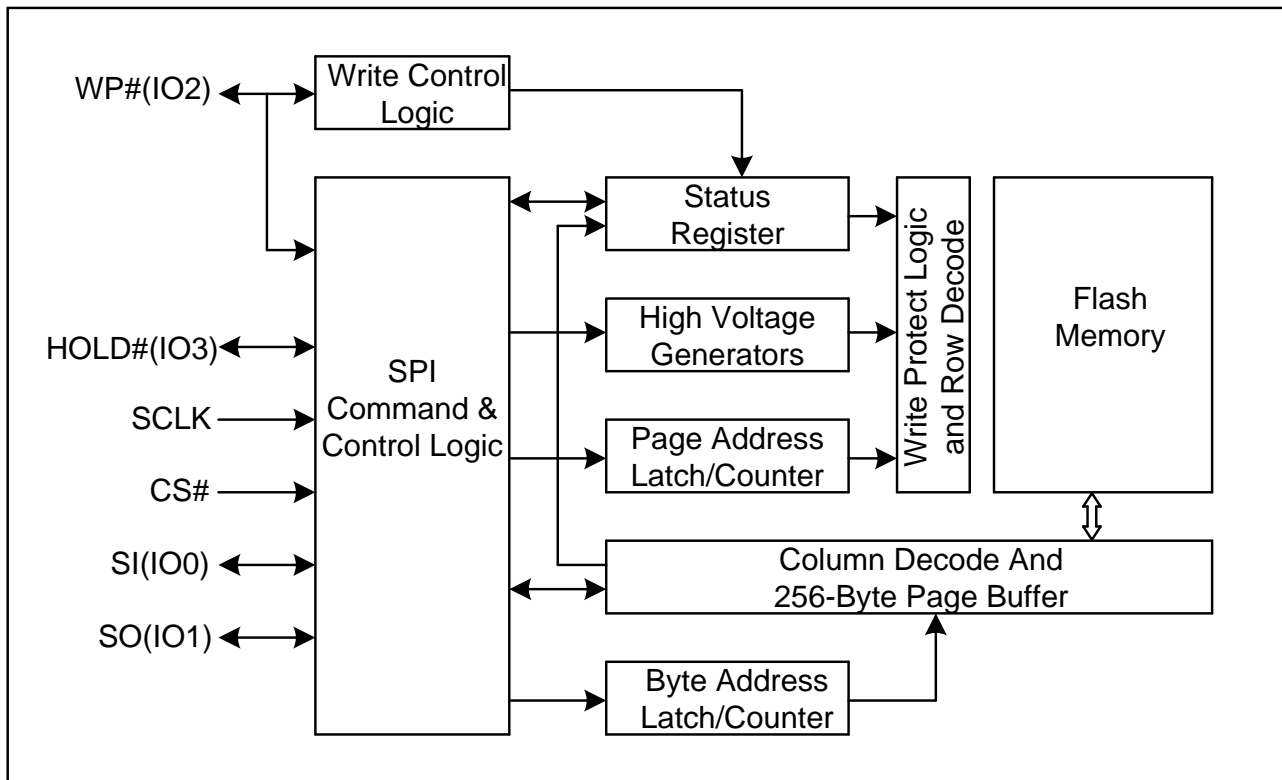 WP#(IO2)
Write Control
Logic
Status
Register
Write Protect Logic
and Row Decode
Flash
Memory
HOLD#(IO3)
High Voltage
Generators
SPI
Command &
Control Logic
SCLK
Page Address
Latch/Counter
CS#
SI(IO0)
Column Decode And
256-Byte Page Buffer
SO(IO1)
Byte Address
Latch/Counter